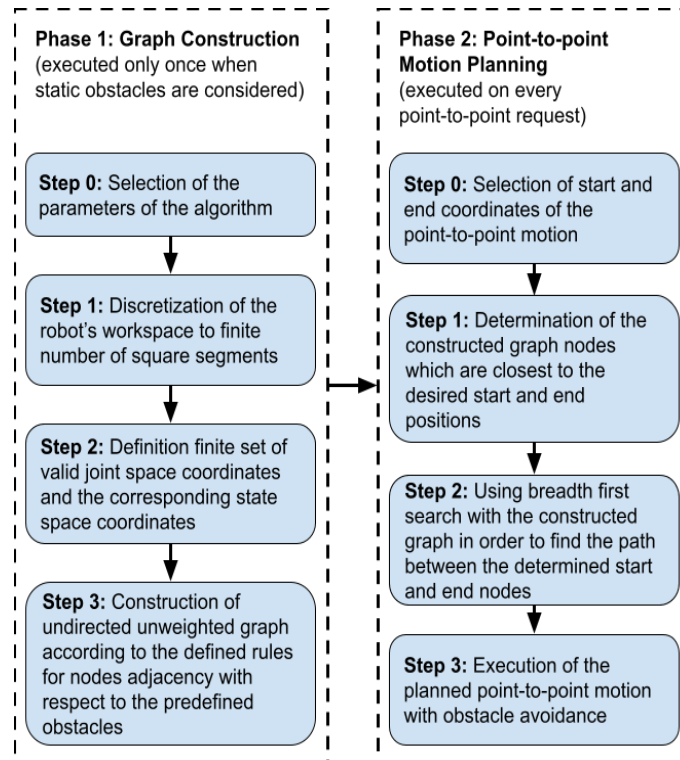 Phase 1: Graph Construction
(executed only once when
static obstacles are considered)
Step 0: Selection of the
parameters of the algorithm
Step 1: Discretization of the
robot's workspace to finite
number of square segments
Step 2: Definition finite set of
valid joint space coordinates
and the corresponding state
space coordinates
Step 3: Construction of
undirected unweighted graph
according to the defined rules
for nodes adjacency with
respect to the predefined
obstacles
Phase 2: Point-to-point
Motion Planning
(executed on every
point-to-point request)
Step 0: Selection of start and
end coordinates of the
point-to-point motion
Step 1: Determination of the
constructed graph nodes
which are closest to the
desired start and end
positions
Step 2: Using breadth first
search with the constructed
graph in order to find the path
between the determined start
and end nodes
Step 3: Execution of the
planned point-to-point motion
with obstacle avoidance